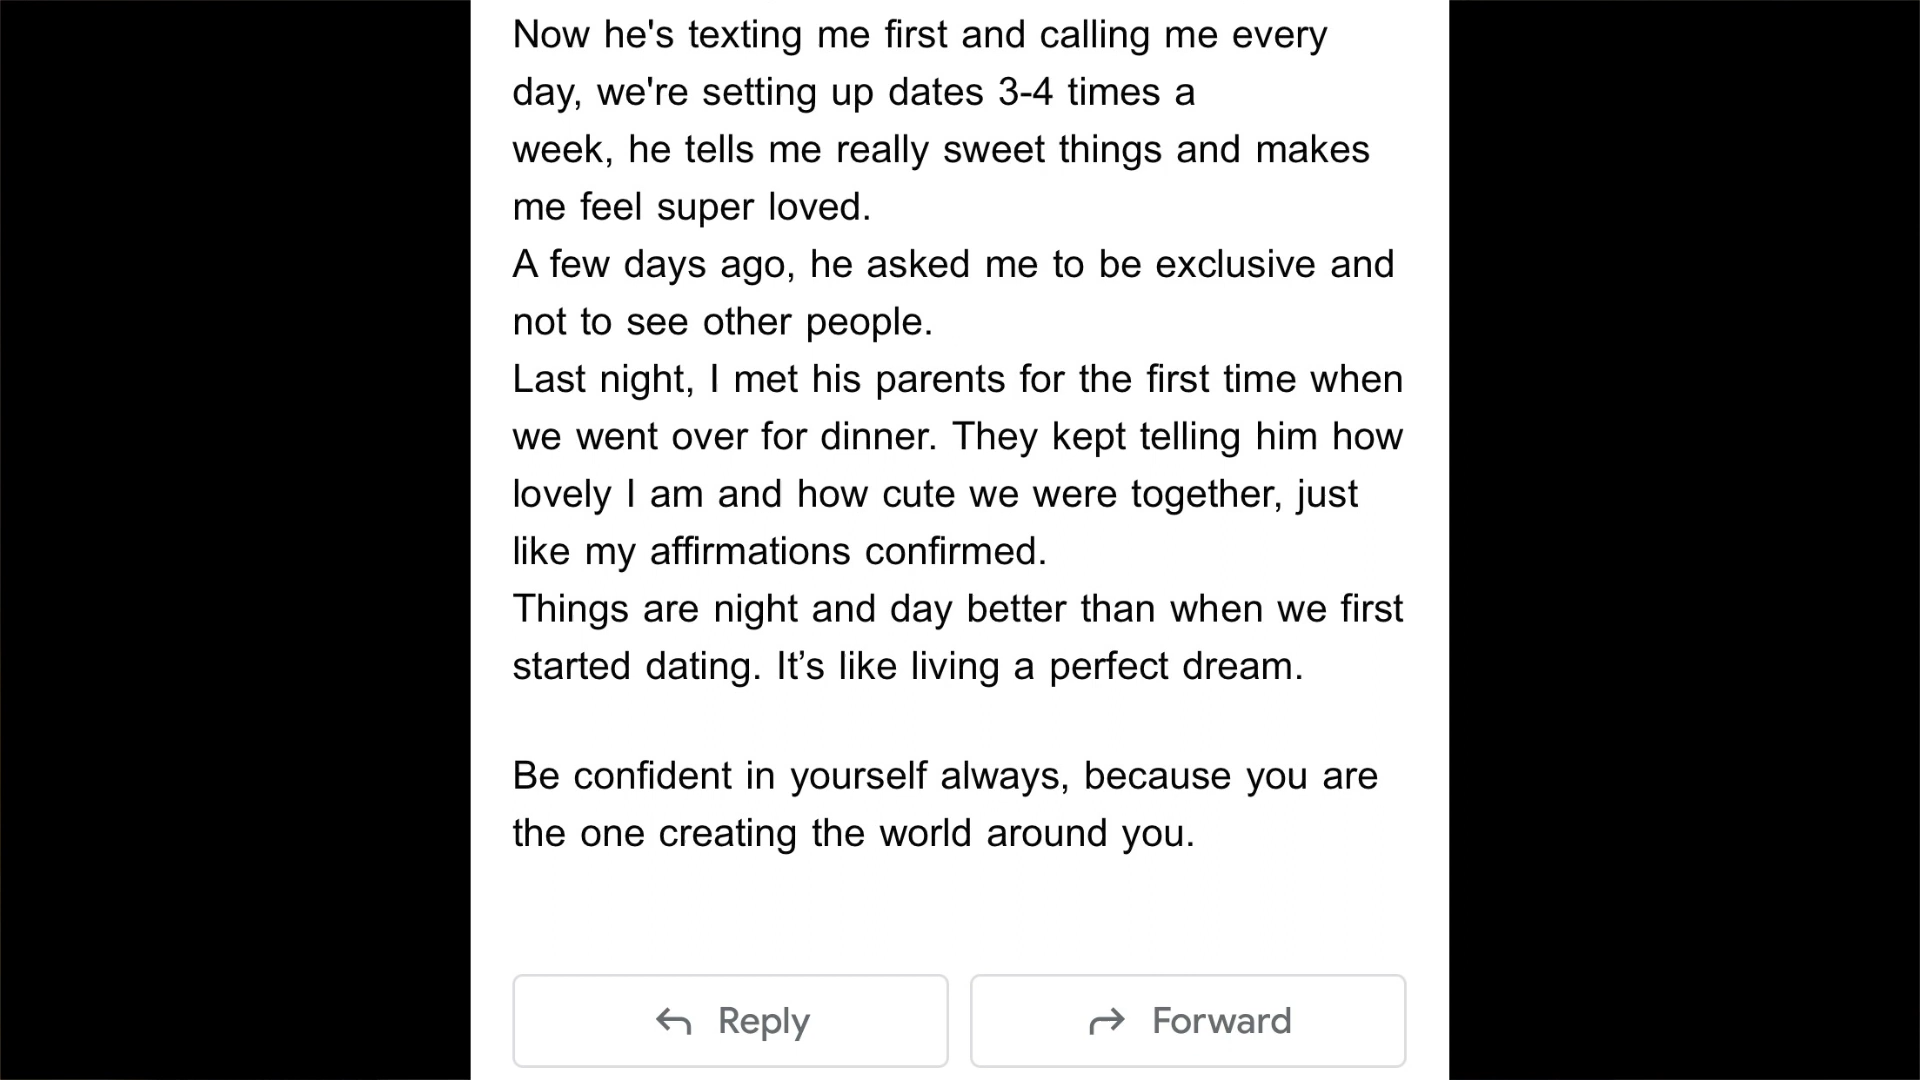 Now he's texting me first and calling me every
day, we're setting up dates 3-4 times a
week, he tells me really sweet things and makes
me feel super loved.
A few days ago, he asked me to be exclusive and
not to see other people.
Last night, I met his parents for the first time when
we went over for dinner. They kept telling him how
lovely I am and how cute we were together, just
like my affirmations confirmed.
Things are night and day better than when we first
started dating. It’s like living a perfect dream.
Be confident in yourself always, because you are
the one creating the world around you.
Reply
Forward